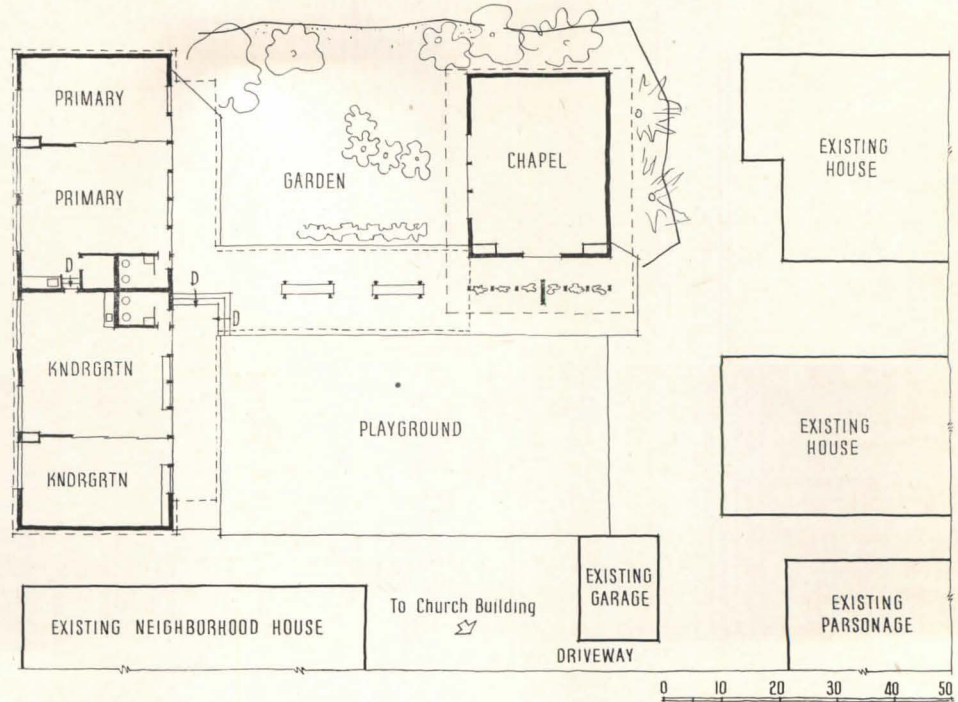 PRIMARY
PRIMARY
GARDEN
CHAPEL
EXISTING
HOUSE
D
D
D
KNDRGRTN
KNDRGRTN
PLAYGROUND
EXISTING
HOUSE
EXISTING NEIGHBORHOOD HOUSE
To Church Building
EXISTING
GARAGE
DRIVEWAY
EXISTING
PARSONAGE
0 10 20 30 40 50